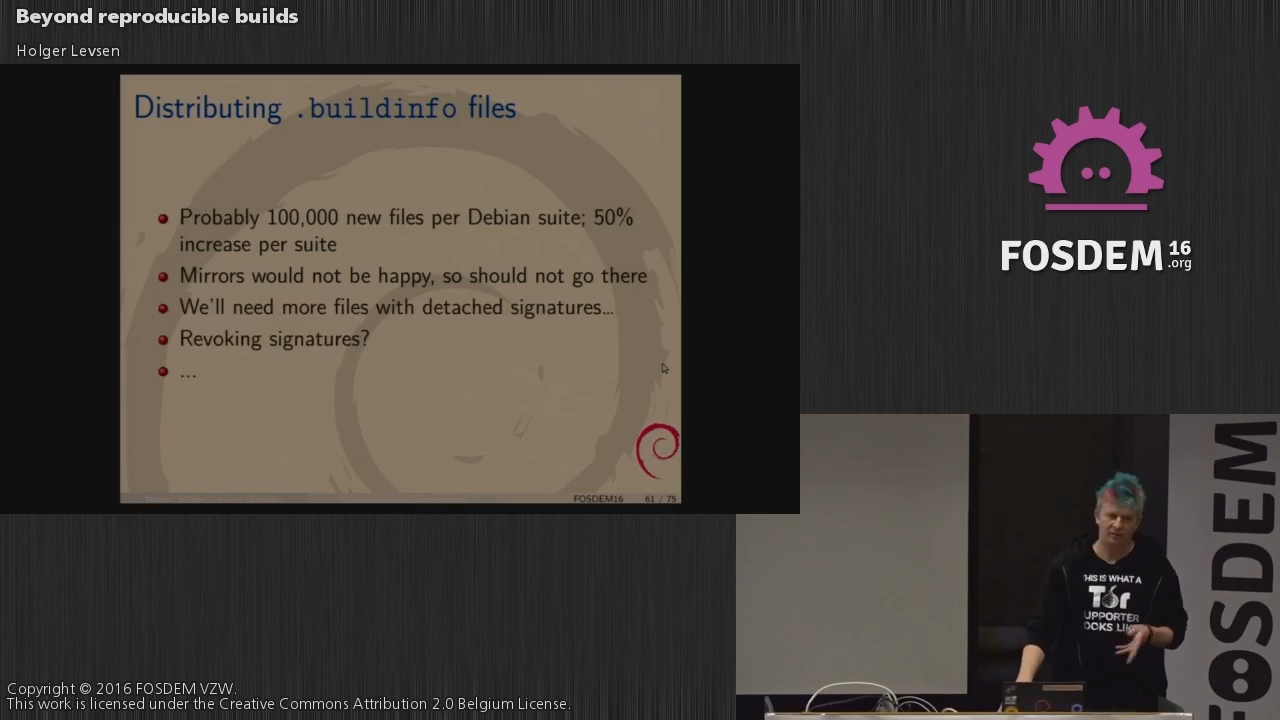 Beyond reproducible builds
Holger Levsen
Distributing .buildinfo files
Probably 100,000 new files per Debian suite; 50%
increase per suite
Mirrors would not be happy, so should not go there
We'll need more files with detached signatures...
Revoking signatures?
...
FOSDEM16 61 / 75
FOSDEM 16
.org
THIS IS WHAT A
Tor
UPPORTER
OOKS LIK
FOSDEM
Copyright © 2016 FOSDEM VZW.
This work is licensed under the Creative Commons Attribution 2.0 Belgium License.